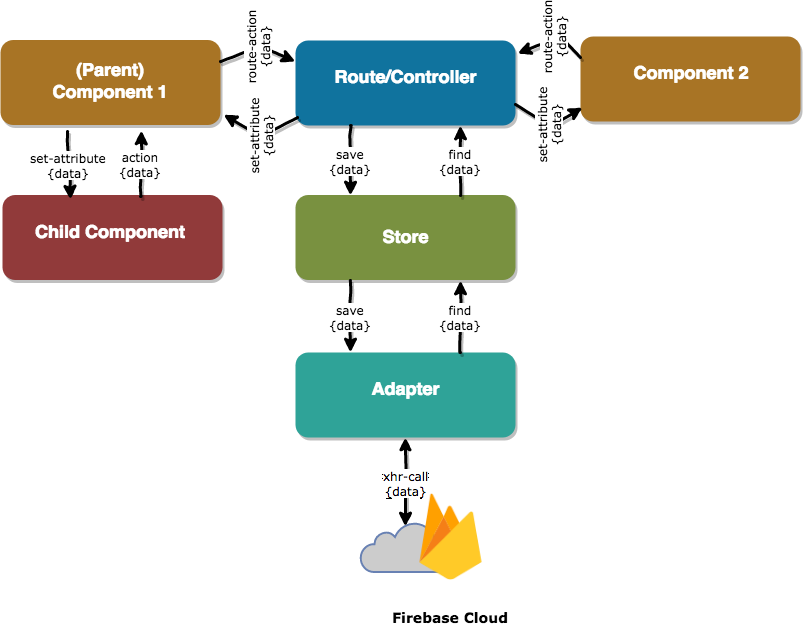 (Parent)
Component 1
route-action
{data}
Route/Controller
route-action
{data}
Component 2
set-attribute
{data}
set-attribute
{data}
set-attribute
{data}
action
{data}
save
{data}
find
{data}
Child Component
Store
save
{data}
find
{data}
Adapter
xhr-call
{data}
Firebase Cloud